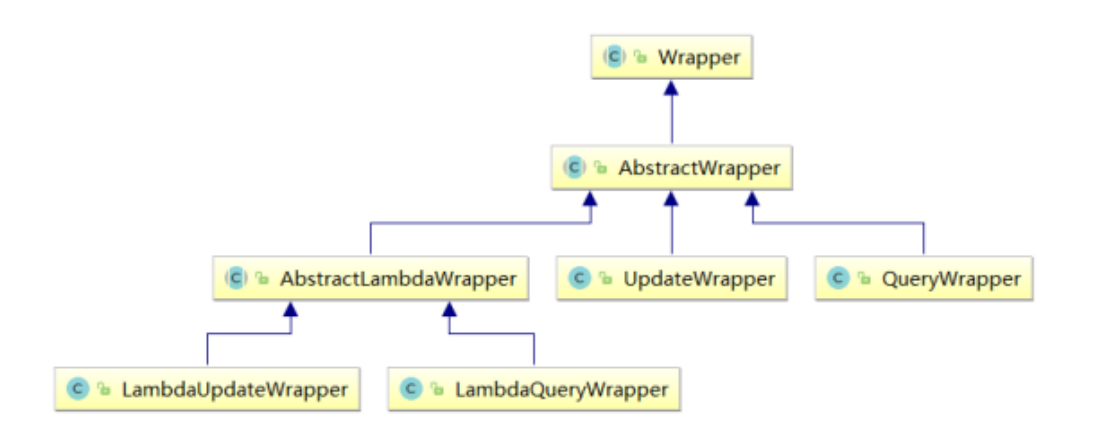 C Wrapper
C AbstractWrapper
C AbstractLambdaWrapper C UpdateWrapper C QueryWrapper
C LambdaUpdateWrapper C LambdaQueryWrapper